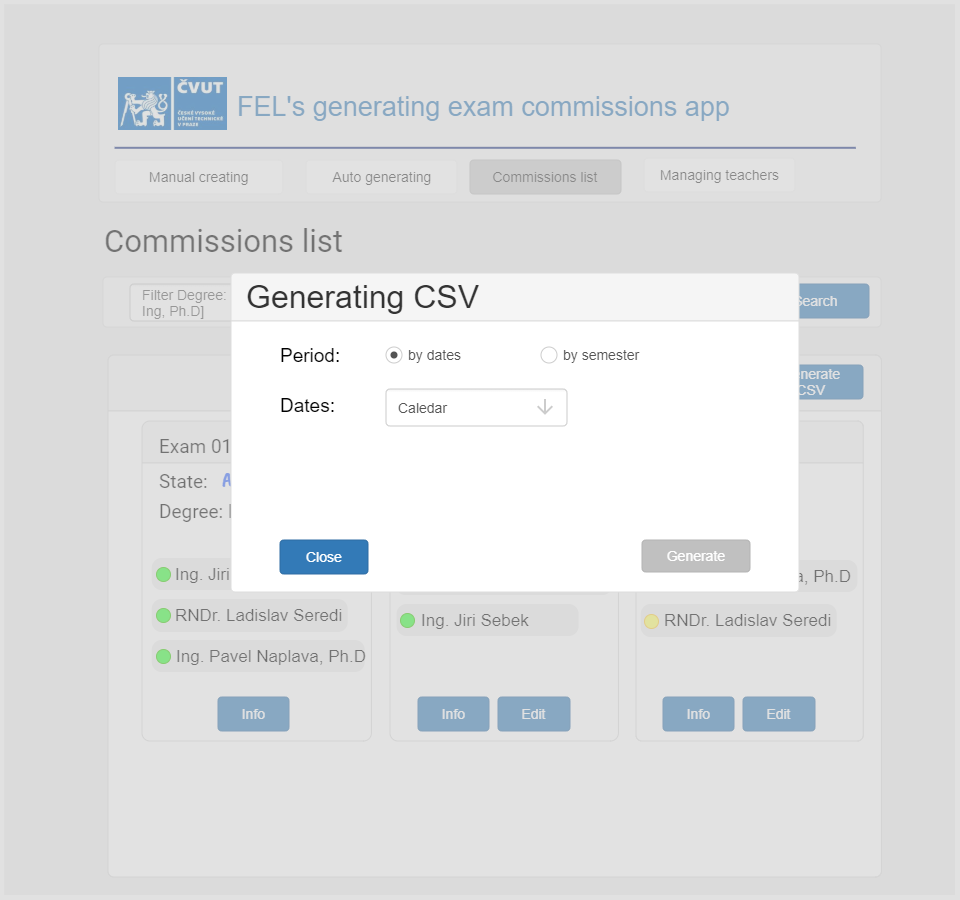 ČVUT
ČESKÉ VYSOKÉ
UČENÍ TECHNICKÉ
V PRAZE
FEL's generating exam commissions app
Manual creating
Auto generating
Commissions list
Managing teachers
Commissions list
Filter Degree:
Ing, Ph.D]
Search
Generating CSV
Period:
by dates
by semester
Dates:
Caledar
Close
Generate
nerate
CSV
Exam 01
State:
Degree:
Ing. Jiri
RNDr. Ladislav Seredi
Ing. Pavel Naplava, Ph.D
Info
Ing. Jiri Sebek
Info
Edit
a, Ph.D
RNDr. Ladislav Seredi
Info
Edit